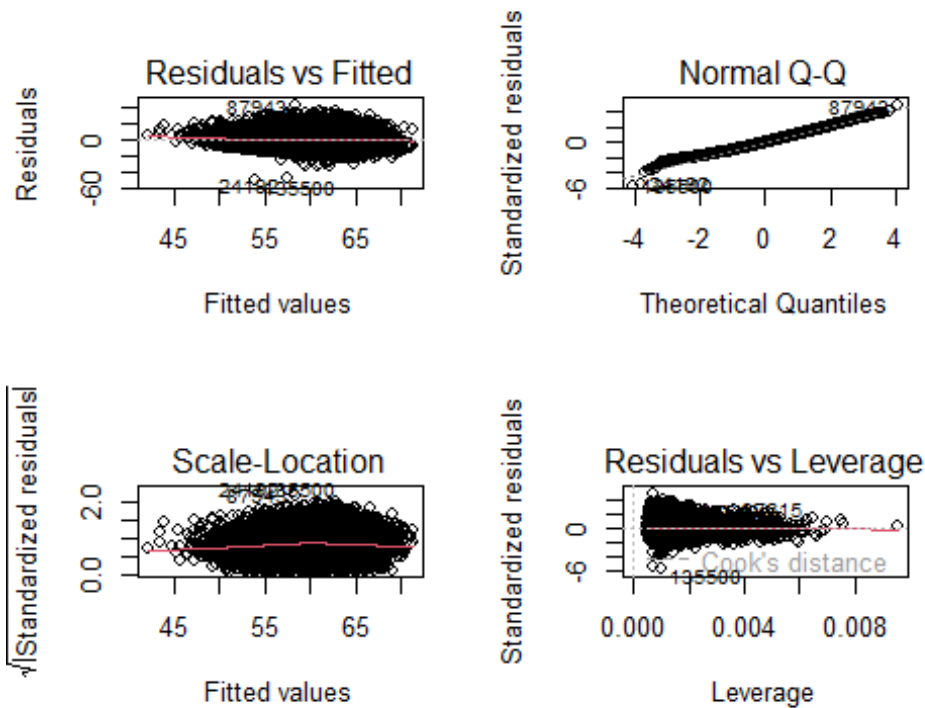 Residuals vs Fitted
Residuals
0
-60
87943
45 55 65
Fitted values
Normal Q-Q
Standardized residuals
0
-6
87943
-4 -2 0 2 4
Theoretical Quantiles
Scale-Location
√|Standardized residuals|
2.0
0.0
45 55 65
Fitted values
Residuals vs Leverage
Standardized residuals
0
-6
Cook's distance
135500
0.000 0.004 0.008
Leverage